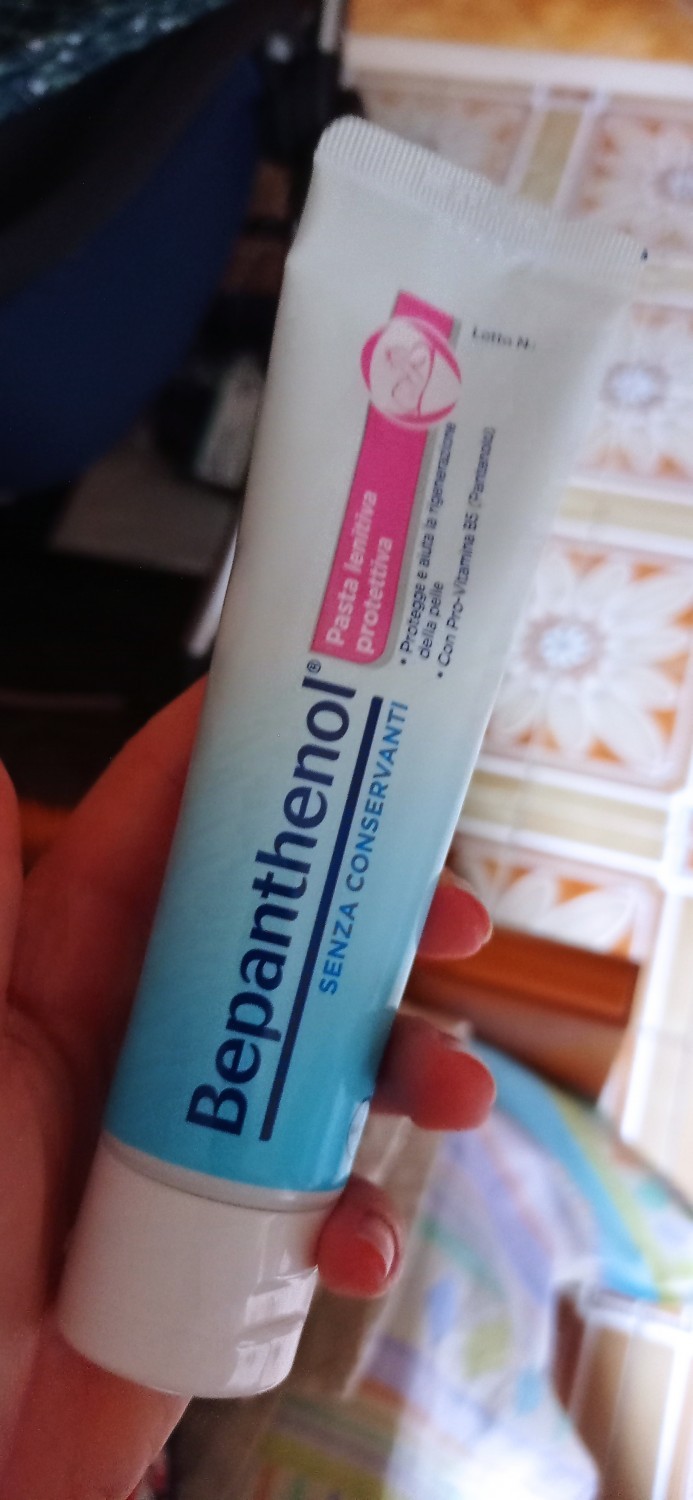 Bepanthenol®
SENZA CONSERVANTI
Pasta lenitiva
protettiva
• Protegge e aiuta la rigenerazione
della pelle
• Con Pro-Vitamina B5 (Pantenolo)
Lotto N.: